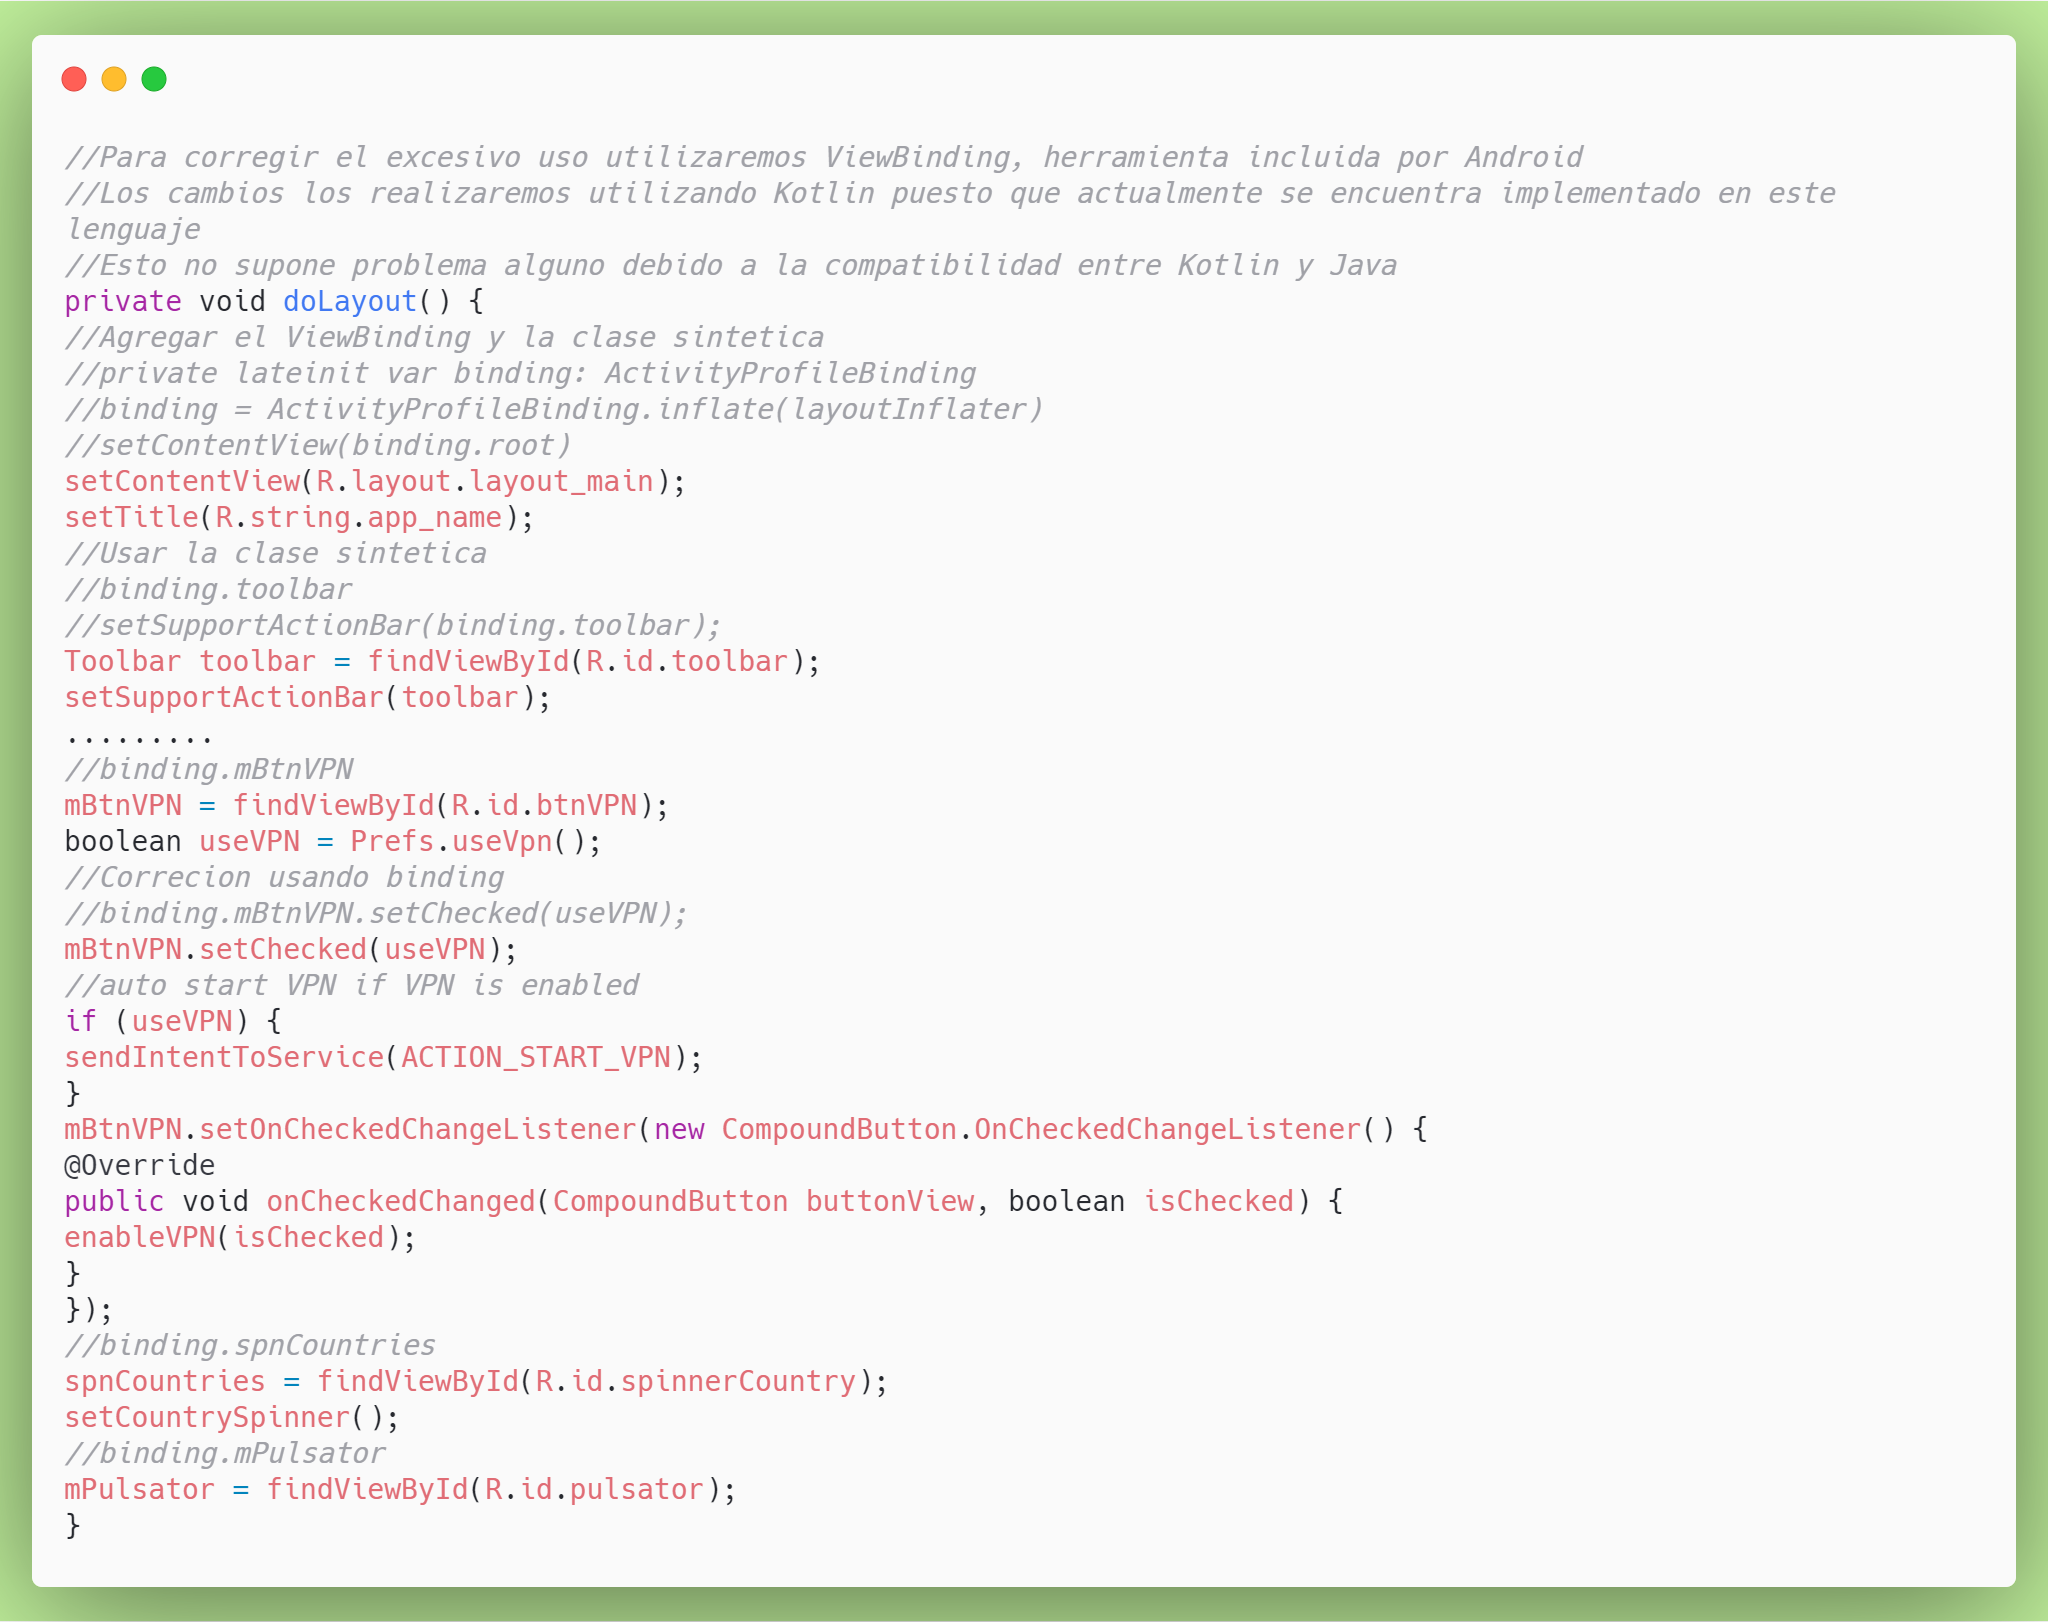 //Para corregir el excesivo uso utilizaremos ViewBinding, herramienta incluida por Android
//Los cambios los realizaremos utilizando Kotlin puesto que actualmente se encuentra implementado en este
lenguaje
//Esto no supone problema alguno debido a la compatibilidad entre Kotlin y Java
private void doLayout() {
//Agregar el ViewBinding y la clase sintetica
//private lateinit var binding: ActivityProfileBinding
//binding = ActivityProfileBinding.inflate(layoutInflater)
//setContentView(binding.root)
setContentView(R.layout.layout_main);
setTitle(R.string.app_name);
//Usar la clase sintetica
//binding.toolbar
//setSupportActionBar(binding.toolbar);
Toolbar toolbar = findViewById(R.id.toolbar);
setSupportActionBar(toolbar);
.........
//binding.mBtnVPN
mBtnVPN = findViewById(R.id.btnVPN);
boolean useVPN = Prefs.useVpn();
//Correcion usando binding
//binding.mBtnVPN.setChecked(useVPN);
mBtnVPN.setChecked(useVPN);
//auto start VPN if VPN is enabled
if (useVPN) {
sendIntentToService(ACTION_START_VPN);
}
mBtnVPN.setOnCheckedChangeListener(new CompoundButton.OnCheckedChangeListener() {
@Override
public void onCheckedChanged(CompoundButton buttonView, boolean isChecked) {
enableVPN(isChecked);
}
});
//binding.spnCountries
spnCountries = findViewById(R.id.spinnerCountry);
setCountrySpinner();
//binding.mPulsator
mPulsator = findViewById(R.id.pulsator);
}